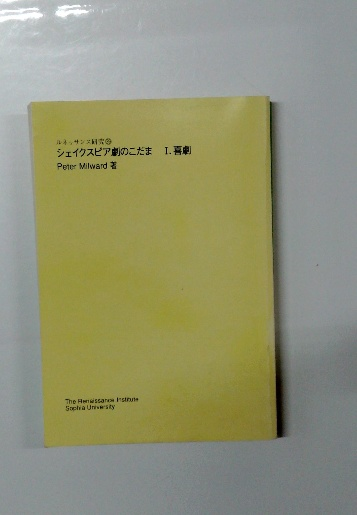 ルネッサンス研究
シェイクスピア劇のこだま I. 喜劇
Peter Milward 著
The Renaissance Institute
Sophia University